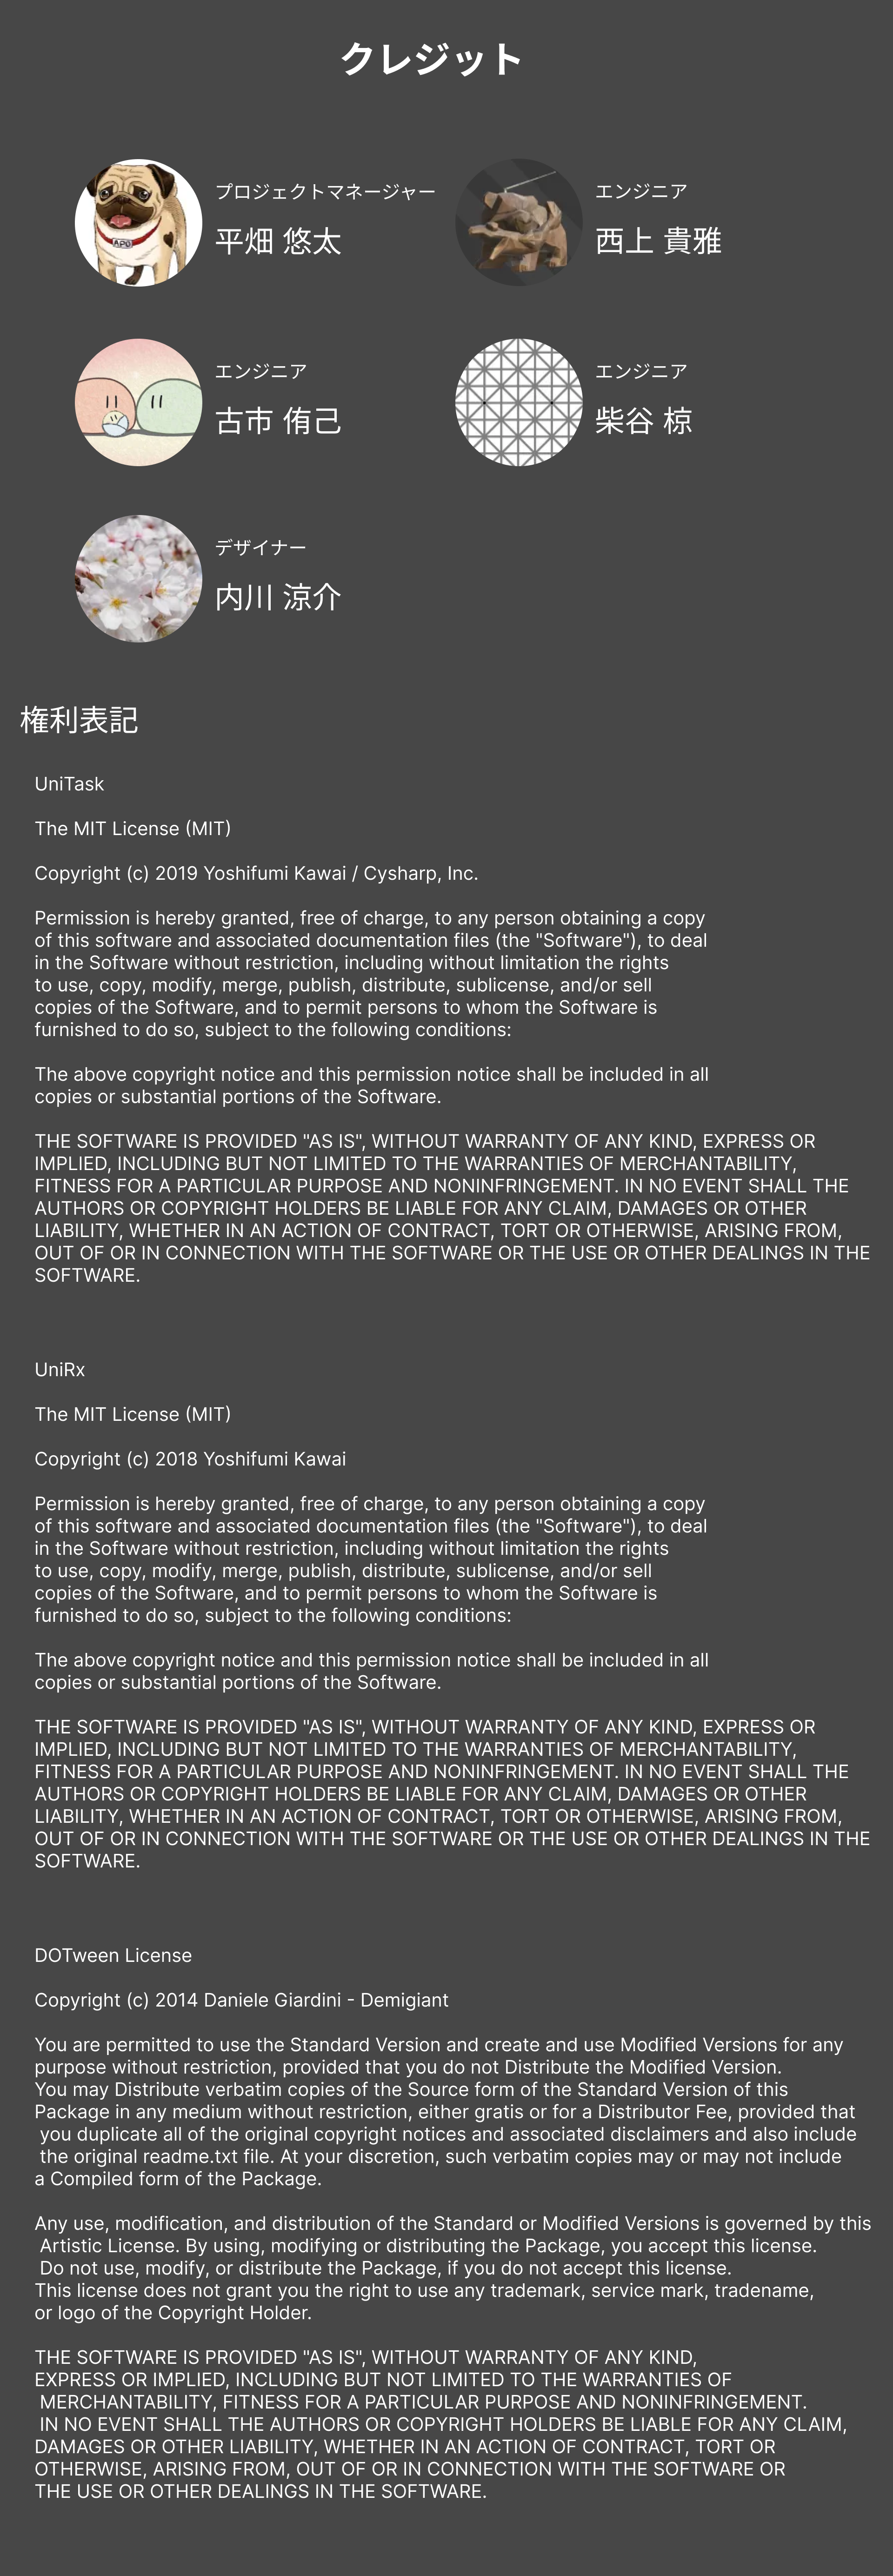 クレジット
プロジェクトマネージャー
平畑 悠太
エンジニア
西上 貴雅
エンジニア
古市 侑己
エンジニア
柴谷 椋
デザイナー
内川 涼介
APO
権利表記
UniTask
The MIT License (MIT)
Copyright (c) 2019 Yoshifumi Kawai / Cysharp, Inc.
Permission is hereby granted, free of charge, to any person obtaining a copy
of this software and associated documentation files (the "Software"), to deal
in the Software without restriction, including without limitation the rights
to use, copy, modify, merge, publish, distribute, sublicense, and/or sell
copies of the Software, and to permit persons to whom the Software is
furnished to do so, subject to the following conditions:
The above copyright notice and this permission notice shall be included in all
copies or substantial portions of the Software.
THE SOFTWARE IS PROVIDED "AS IS", WITHOUT WARRANTY OF ANY KIND, EXPRESS OR
IMPLIED, INCLUDING BUT NOT LIMITED TO THE WARRANTIES OF MERCHANTABILITY,
FITNESS FOR A PARTICULAR PURPOSE AND NONINFRINGEMENT. IN NO EVENT SHALL THE
AUTHORS OR COPYRIGHT HOLDERS BE LIABLE FOR ANY CLAIM, DAMAGES OR OTHER
LIABILITY, WHETHER IN AN ACTION OF CONTRACT, TORT OR OTHERWISE, ARISING FROM,
OUT OF OR IN CONNECTION WITH THE SOFTWARE OR THE USE OR OTHER DEALINGS IN THE
SOFTWARE.
UniRx
The MIT License (MIT)
Copyright (c) 2018 Yoshifumi Kawai
Permission is hereby granted, free of charge, to any person obtaining a copy
of this software and associated documentation files (the "Software"), to deal
in the Software without restriction, including without limitation the rights
to use, copy, modify, merge, publish, distribute, sublicense, and/or sell
copies of the Software, and to permit persons to whom the Software is
furnished to do so, subject to the following conditions:
The above copyright notice and this permission notice shall be included in all
copies or substantial portions of the Software.
THE SOFTWARE IS PROVIDED "AS IS", WITHOUT WARRANTY OF ANY KIND, EXPRESS OR
IMPLIED, INCLUDING BUT NOT LIMITED TO THE WARRANTIES OF MERCHANTABILITY,
FITNESS FOR A PARTICULAR PURPOSE AND NONINFRINGEMENT. IN NO EVENT SHALL THE
AUTHORS OR COPYRIGHT HOLDERS BE LIABLE FOR ANY CLAIM, DAMAGES OR OTHER
LIABILITY, WHETHER IN AN ACTION OF CONTRACT, TORT OR OTHERWISE, ARISING FROM,
OUT OF OR IN CONNECTION WITH THE SOFTWARE OR THE USE OR OTHER DEALINGS IN THE
SOFTWARE.
DOTween License
Copyright (c) 2014 Daniele Giardini - Demigiant
You are permitted to use the Standard Version and create and use Modified Versions for any
purpose without restriction, provided that you do not Distribute the Modified Version.
You may Distribute verbatim copies of the Source form of the Standard Version of this
Package in any medium without restriction, either gratis or for a Distributor Fee, provided that
you duplicate all of the original copyright notices and associated disclaimers and also include
the original readme.txt file. At your discretion, such verbatim copies may or may not include
a Compiled form of the Package.
Any use, modification, and distribution of the Standard or Modified Versions is governed by this
Artistic License. By using, modifying or distributing the Package, you accept this license.
Do not use, modify, or distribute the Package, if you do not accept this license.
This license does not grant you the right to use any trademark, service mark, tradename,
or logo of the Copyright Holder.
THE SOFTWARE IS PROVIDED "AS IS", WITHOUT WARRANTY OF ANY KIND,
EXPRESS OR IMPLIED, INCLUDING BUT NOT LIMITED TO THE WARRANTIES OF
MERCHANTABILITY, FITNESS FOR A PARTICULAR PURPOSE AND NONINFRINGEMENT.
IN NO EVENT SHALL THE AUTHORS OR COPYRIGHT HOLDERS BE LIABLE FOR ANY CLAIM,
DAMAGES OR OTHER LIABILITY, WHETHER IN AN ACTION OF CONTRACT, TORT OR
OTHERWISE, ARISING FROM, OUT OF OR IN CONNECTION WITH THE SOFTWARE OR
THE USE OR OTHER DEALINGS IN THE SOFTWARE.